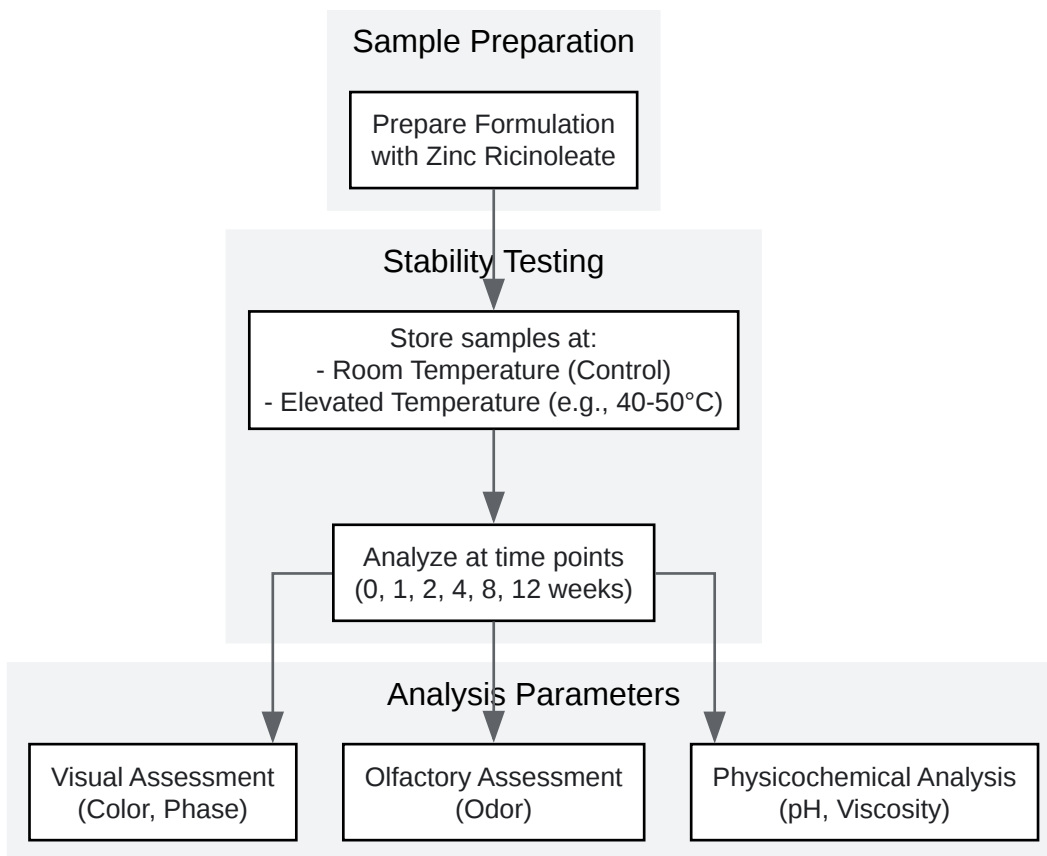 Sample Preparation
Prepare Formulation
with Zinc Ricinoleate
Stability Testing
Store samples at:
- Room Temperature (Control)
- Elevated Temperature (e.g., 40-50°C)
Analyze at time points
(0, 1, 2, 4, 8, 12 weeks)
Analysis Parameters
Visual Assessment
(Color, Phase)
Olfactory Assessment
(Odor)
Physicochemical Analysis
(pH, Viscosity)